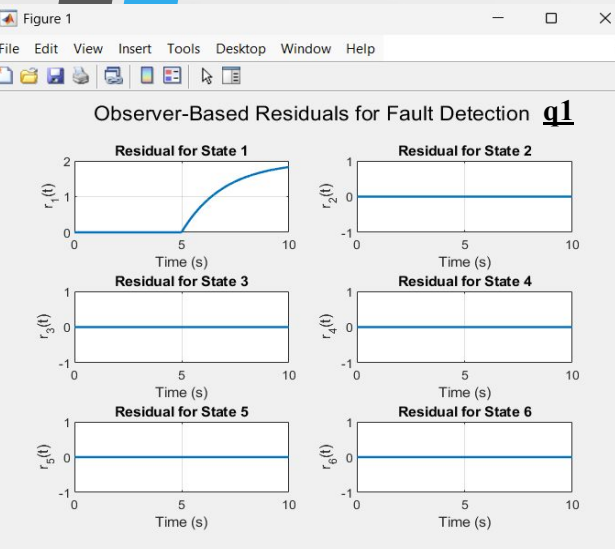 Figure 1
File Edit View Insert Tools Desktop Window Help
Observer-Based Residuals for Fault Detection q1
Residual for State 1
2
1
0
r1(t)
0 5 10
Time (s)
Residual for State 2
1
0
-1
r2(t)
0 5 10
Time (s)
Residual for State 3
1
0
-1
r3(t)
0 5 10
Time (s)
Residual for State 4
1
0
-1
r4(t)
0 5 10
Time (s)
Residual for State 5
1
0
-1
r5(t)
0 5 10
Time (s)
Residual for State 6
1
0
-1
r6(t)
0 5 10
Time (s)